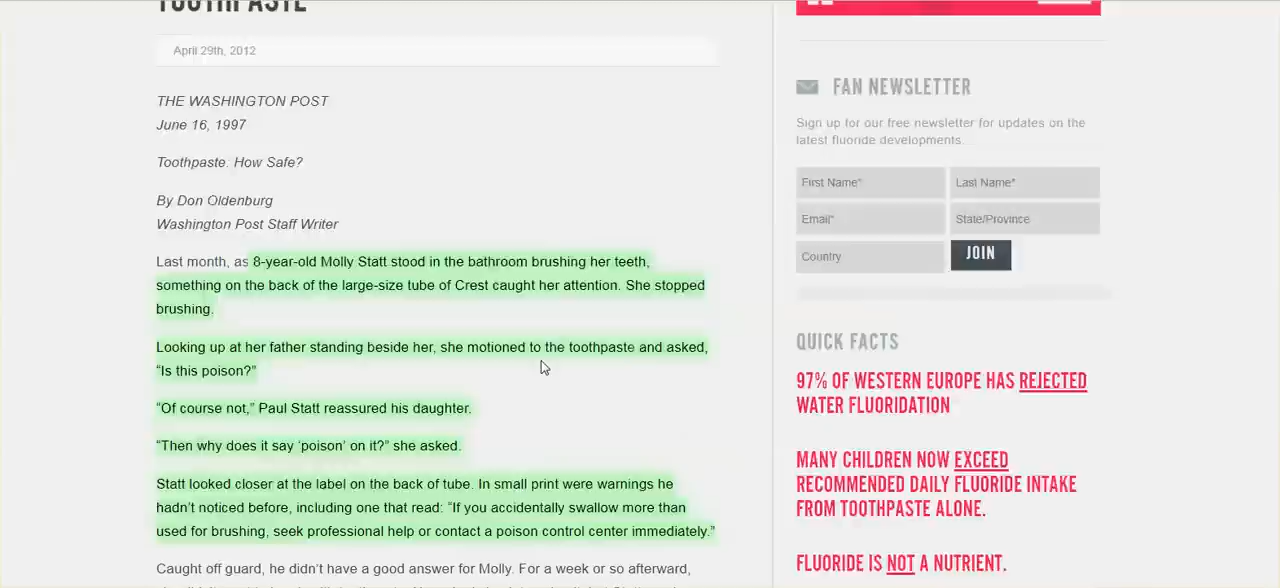 TOOTHPASTE
April 29th, 2012
THE WASHINGTON POST
June 16, 1997
Toothpaste: How Safe?
By Don Oldenburg
Washington Post Staff Writer
Last month, as 8-year-old Molly Statt stood in the bathroom brushing her teeth,
something on the back of the large-size tube of Crest caught her attention. She stopped
brushing.
Looking up at her father standing beside her, she motioned to the toothpaste and asked,
“Is this poison?”
“Of course not,” Paul Statt reassured his daughter.
“Then why does it say ‘poison’ on it?” she asked.
Statt looked closer at the label on the back of tube. In small print were warnings he
hadn’t noticed before, including one that read: “If you accidentally swallow more than
used for brushing, seek professional help or contact a poison control center immediately.”
Caught off guard, he didn’t have a good answer for Molly. For a week or so afterward,
FAN NEWSLETTER
Sign up for our free newsletter for updates on the
latest fluoride developments...
First Name*
Last Name*
Email*
State/Province
Country
JOIN
QUICK FACTS
97% OF WESTERN EUROPE HAS REJECTED
WATER FLUORIDATION
MANY CHILDREN NOW EXCEED
RECOMMENDED DAILY FLUORIDE INTAKE
FROM TOOTHPASTE ALONE.
FLUORIDE IS NOT A NUTRIENT.